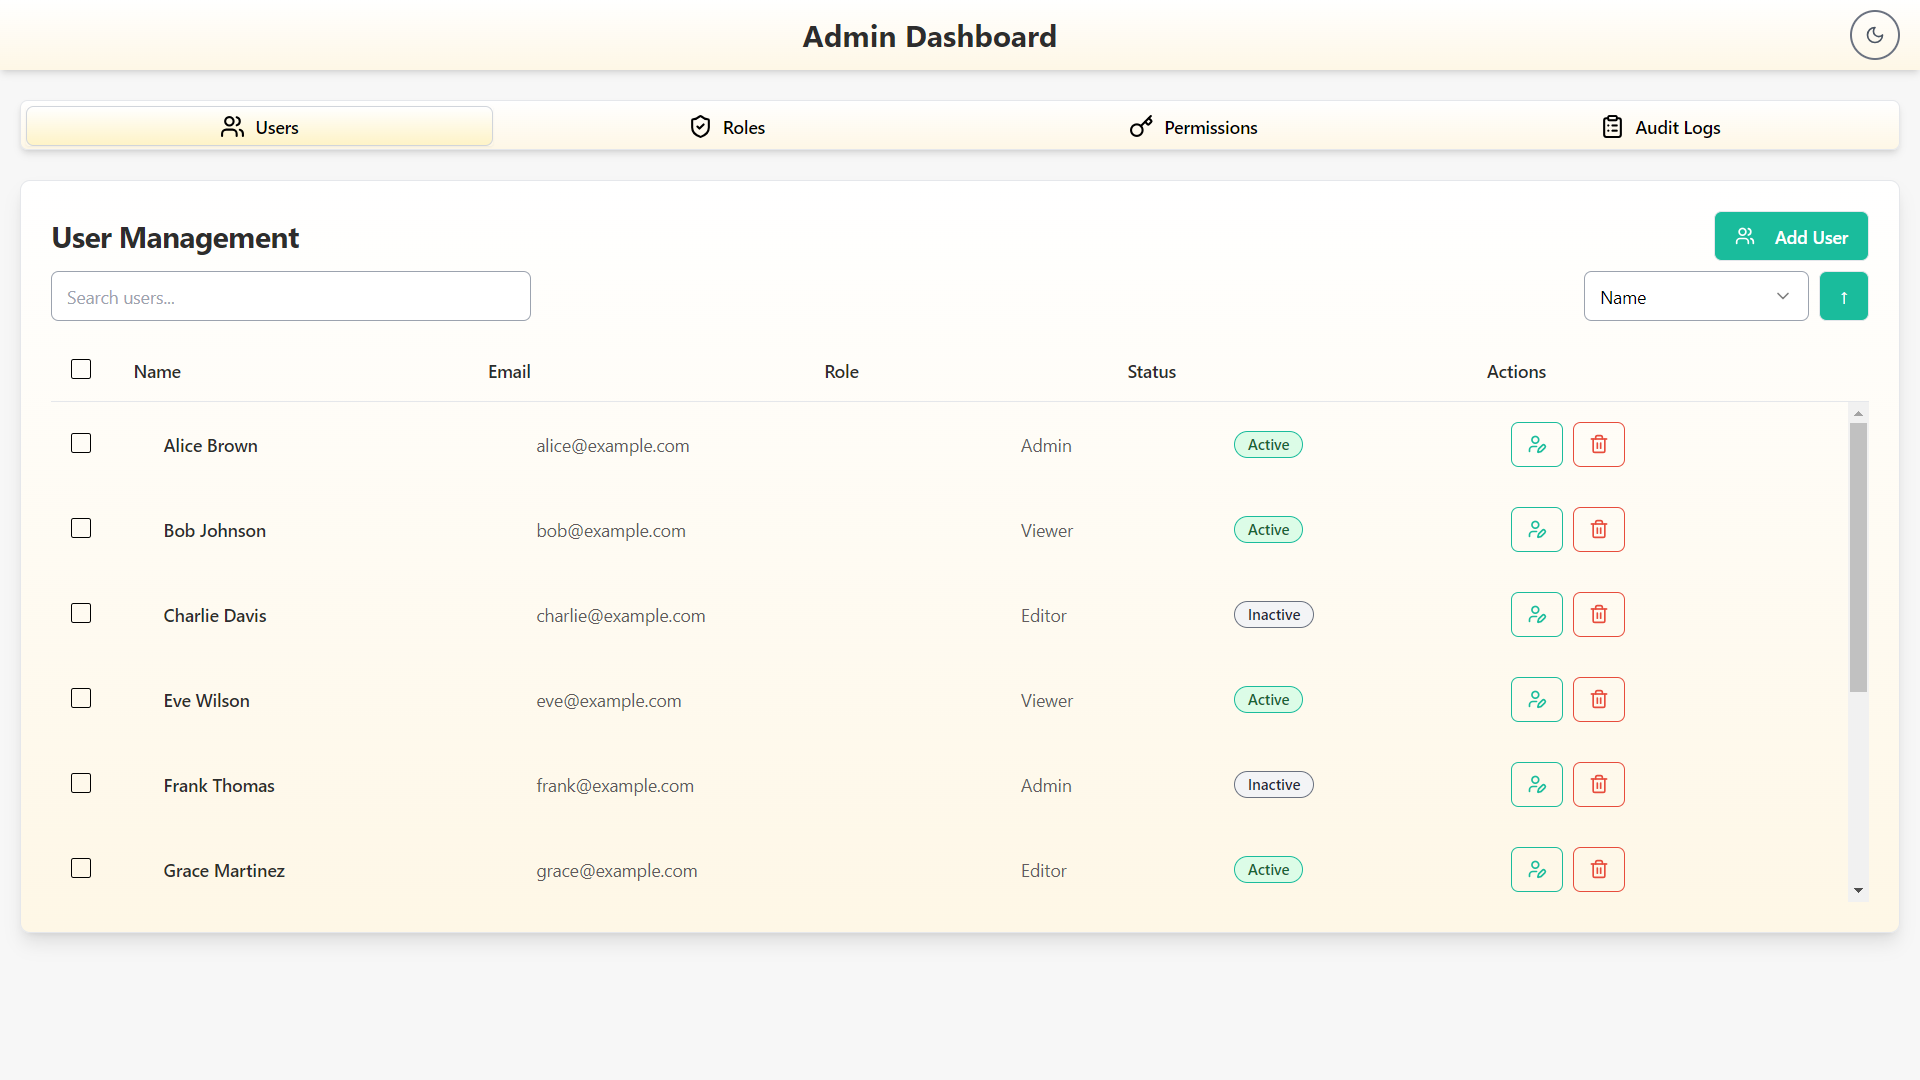 Admin Dashboard
Users Roles Permissions Audit Logs
User Management
Add User
Search users...
Name ↑
Name Email Role Status Actions
Alice Brown alice@example.com Admin Active
Bob Johnson bob@example.com Viewer Active
Charlie Davis charlie@example.com Editor Inactive
Eve Wilson eve@example.com Viewer Active
Frank Thomas frank@example.com Admin Inactive
Grace Martinez grace@example.com Editor Active